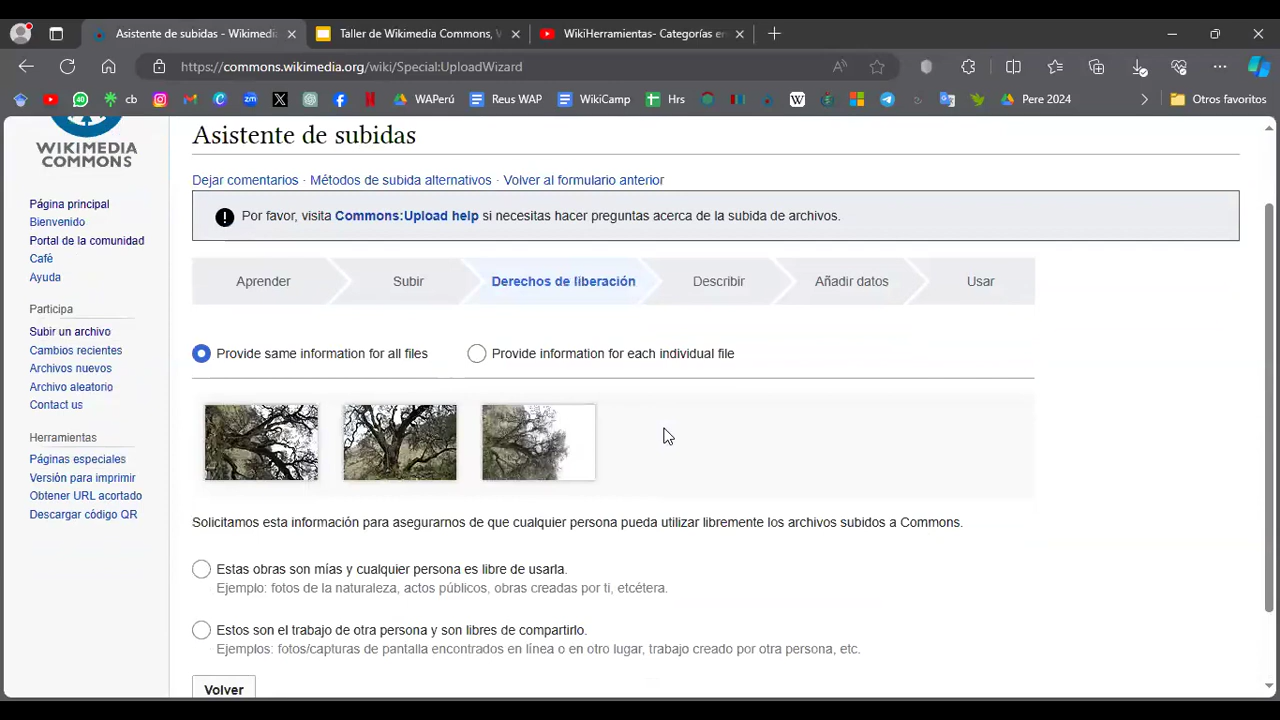 Asistente de subidas - Wikimedia
Taller de Wikimedia Commons,
WikiHerramientas- Categorías en
https://commons.wikimedia.org/wiki/Special:UploadWizard
cb
WAPerú
Reus WAP
WikiCamp
Hrs
Pere 2024
Otros favoritos
WIKIMEDIA
COMMONS
Página principal
Bienvenido
Portal de la comunidad
Café
Ayuda
Participa
Subir un archivo
Cambios recientes
Archivos nuevos
Archivo aleatorio
Contact us
Herramientas
Páginas especiales
Versión para imprimir
Obtener URL acortado
Descargar código QR
Asistente de subidas
Dejar comentarios · Métodos de subida alternativos · Volver al formulario anterior
Por favor, visita Commons:Upload help si necesitas hacer preguntas acerca de la subida de archivos.
Aprender
Subir
Derechos de liberación
Describir
Añadir datos
Usar
Provide same information for all files
Provide information for each individual file
Solicitamos esta información para asegurarnos de que cualquier persona pueda utilizar libremente los archivos subidos a Commons.
Estas obras son mías y cualquier persona es libre de usarla.
Ejemplo: fotos de la naturaleza, actos públicos, obras creadas por ti, etcétera.
Estos son el trabajo de otra persona y son libres de compartirlo.
Ejemplos: fotos/capturas de pantalla encontrados en línea o en otro lugar, trabajo creado por otra persona, etc.
Volver